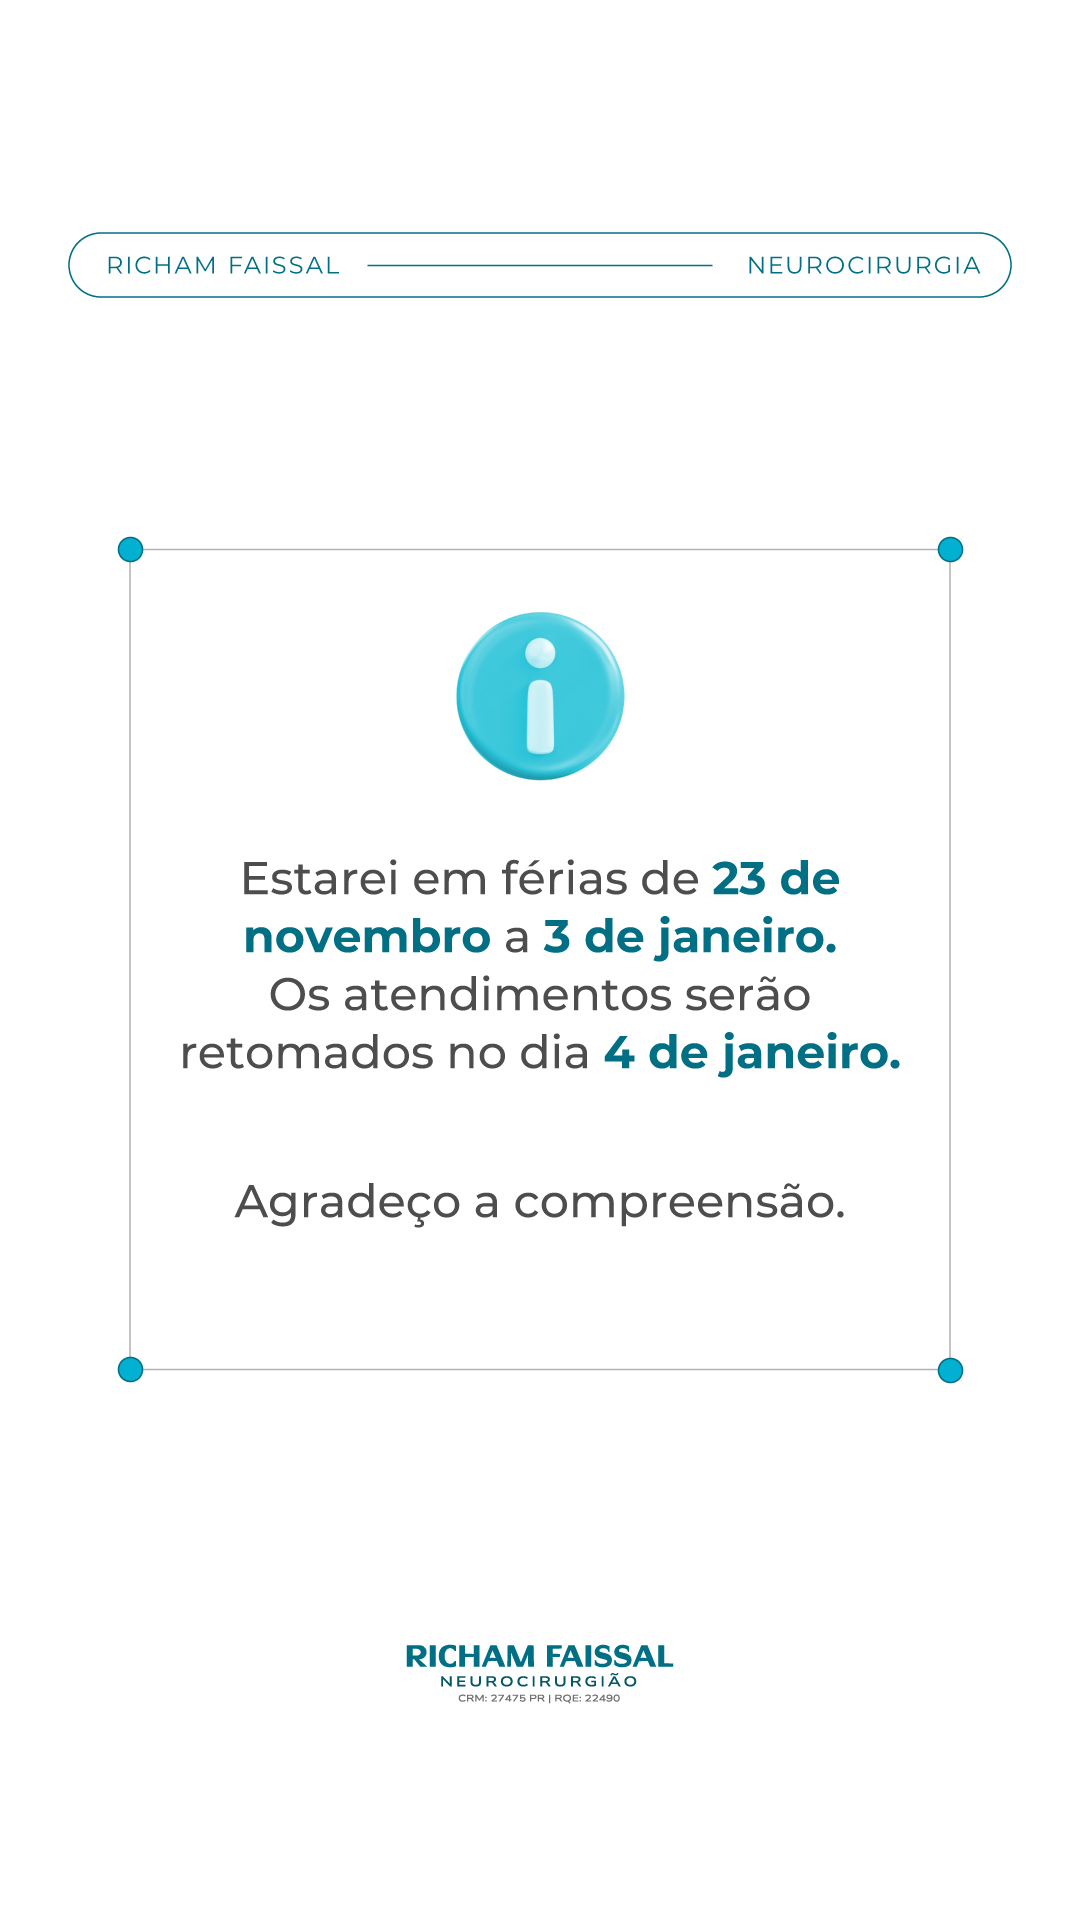 RICHAM FAISSAL NEUROCIRURGIA
Estarei em férias de 23 de
novembro a 3 de janeiro.
Os atendimentos serão
retomados no dia 4 de janeiro.
Agradeço a compreensão.
RICHAM FAISSAL
NEUROCIRURGIÃO
CRM: 27475 PR | RQE: 22490